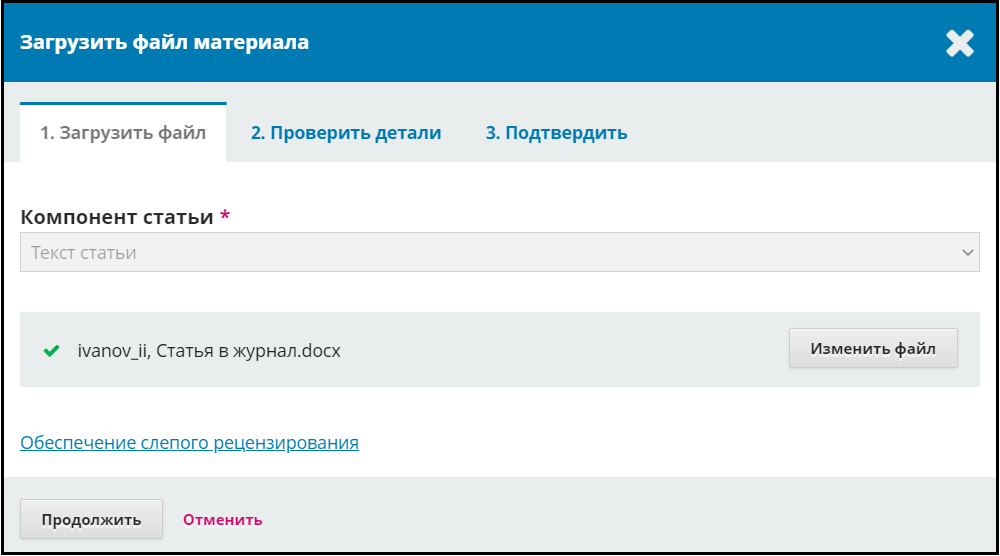 Загрузить файл материала
1. Загрузить файл 2. Проверить детали 3. Подтвердить
Компонент статьи *
Текст статьи
ivanov_ii, Статья в журнал.docx Изменить файл
Обеспечение слепого рецензирования
Продолжить Отменить